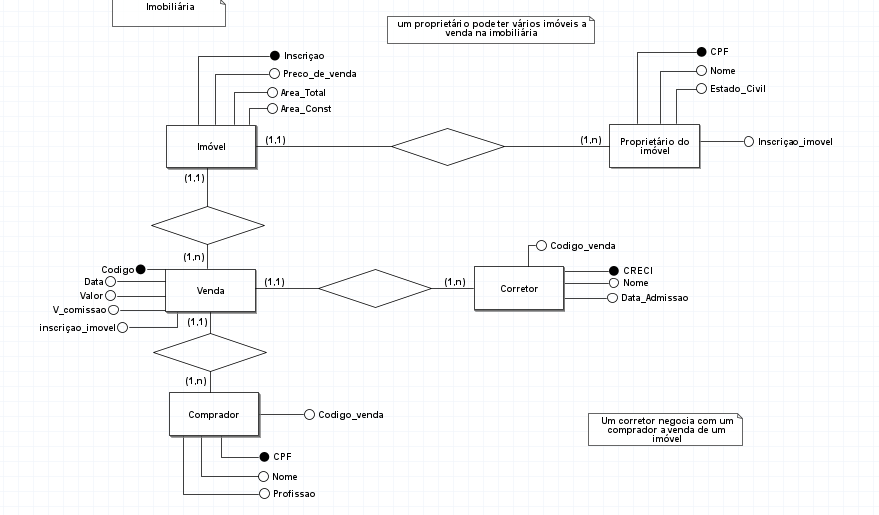 Imobiliária
um proprietário pode ter vários imóveis a
venda na imobiliária
Inscriçao
Preco_de_venda
Area_Total
Area_Const
CPF
Nome
Estado_Civil
Imóvel
(1,1)
(1,n)
Proprietário do
imóvel
Inscriçao_imovel
(1,1)
(1,n)
Codigo_venda
Codigo
Data
Valor
V_comissao
inscriçao_imovel
Venda
(1,1)
(1,n)
Corretor
CRECI
Nome
Data_Admissao
(1,1)
(1,n)
Comprador
Codigo_venda
CPF
Nome
Profissao
Um corretor negocia com um
comprador a venda de um
imóvel